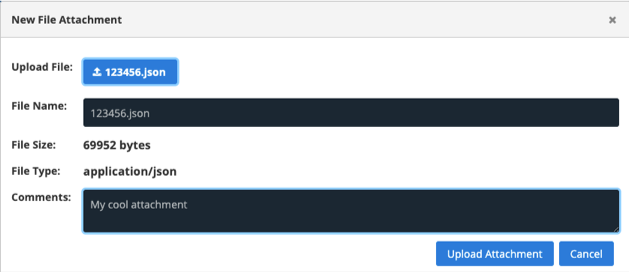 New File Attachment ×
Upload File: 123456.json
File Name: 123456.json
File Size: 69952 bytes
File Type: application/json
Comments: My cool attachment
Upload Attachment Cancel